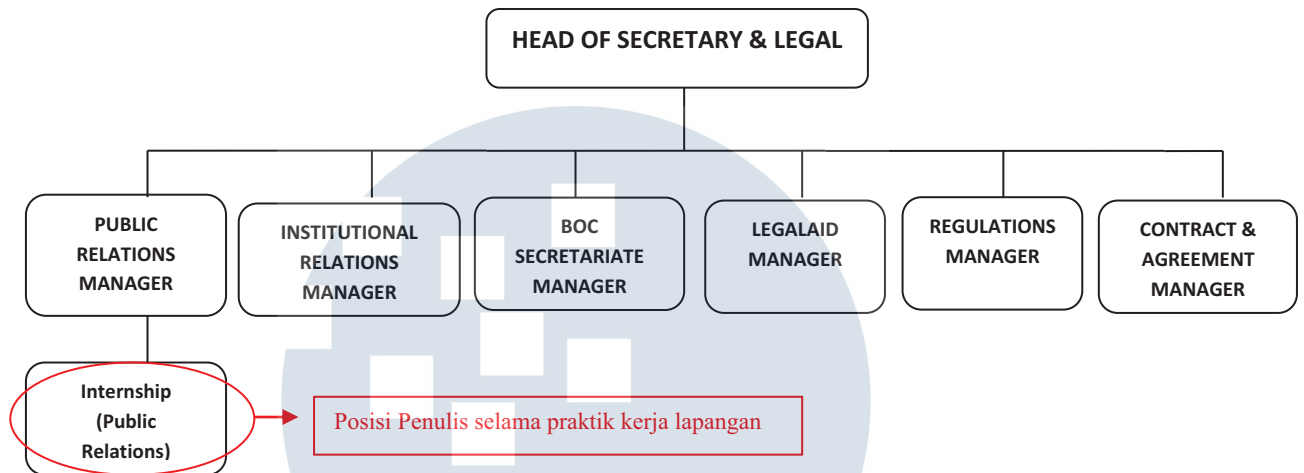 HEAD OF SECRETARY & LEGAL
PUBLIC
RELATIONS
MANAGER
INSTITUTIONAL
RELATIONS
MANAGER
BOC
SECRETARIATE
MANAGER
LEGALAID
MANAGER
REGULATIONS
MANAGER
CONTRACT &
AGREEMENT
MANAGER
Internship
(Public
Relations)
Posisi Penulis selama praktik kerja lapangan